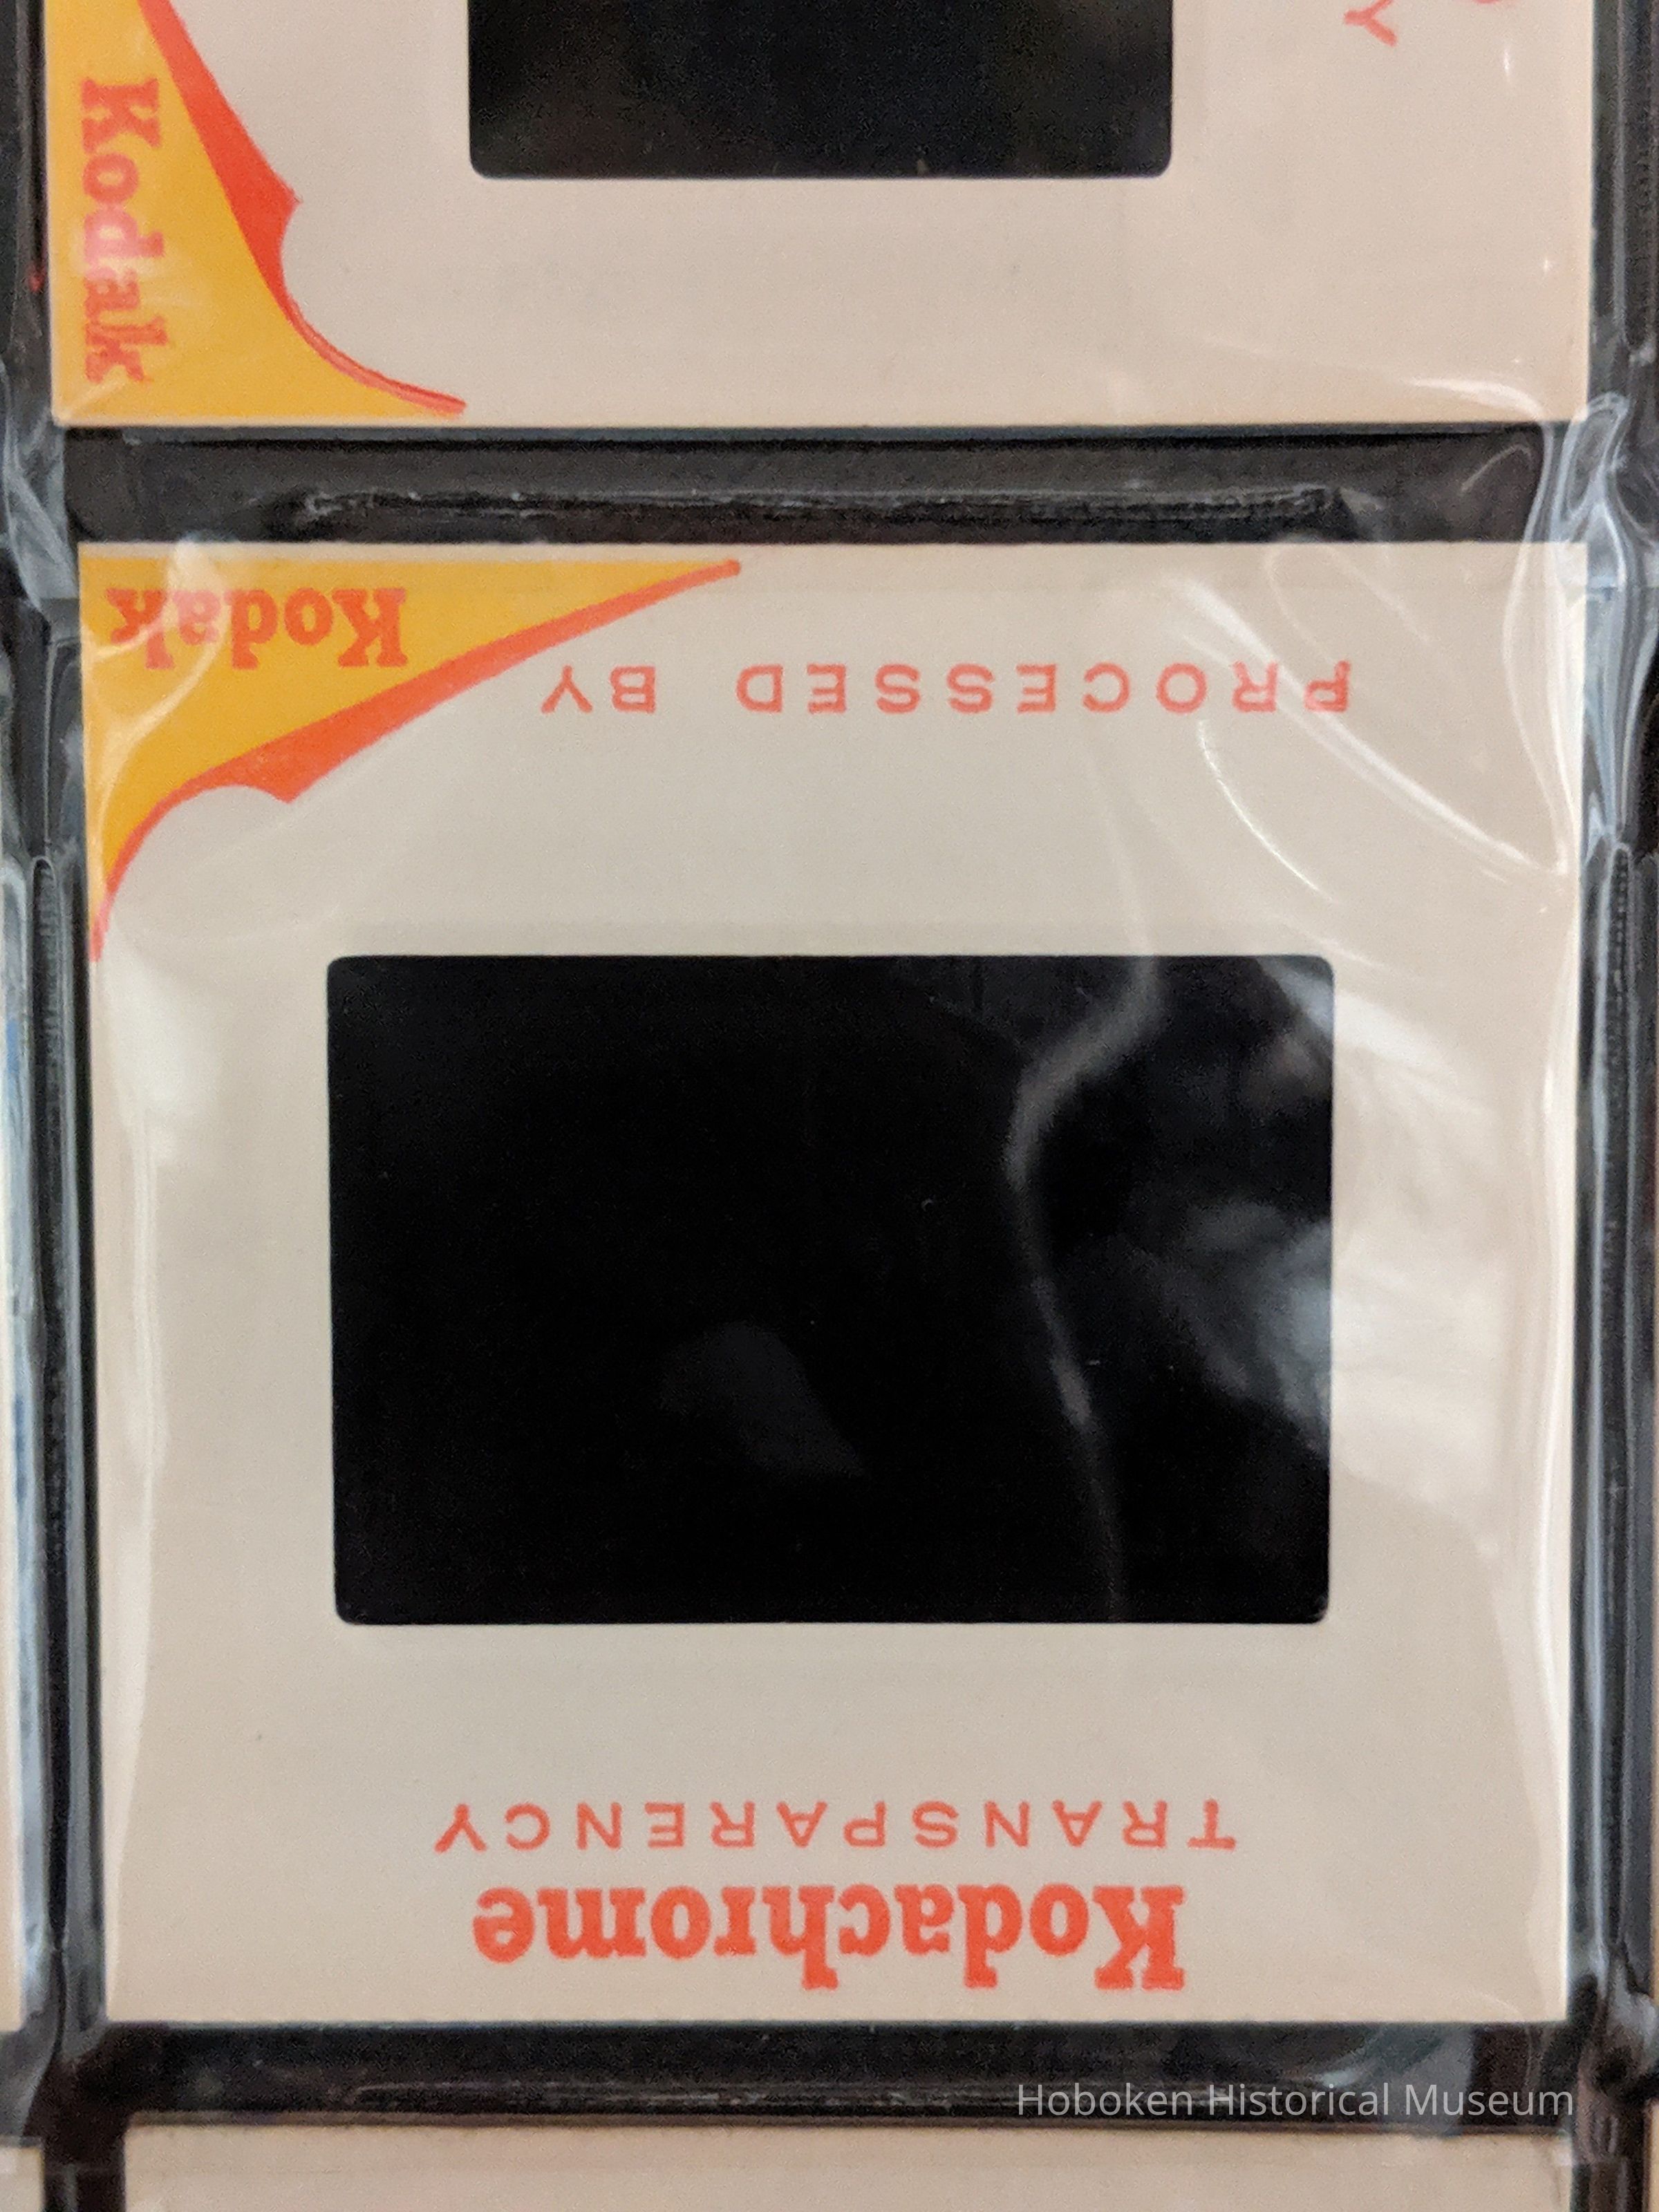 Kodak
Y
Kodak
PROCESSED BY
TRANSPARENCY
Kodachrome
Hoboken Historical Museum